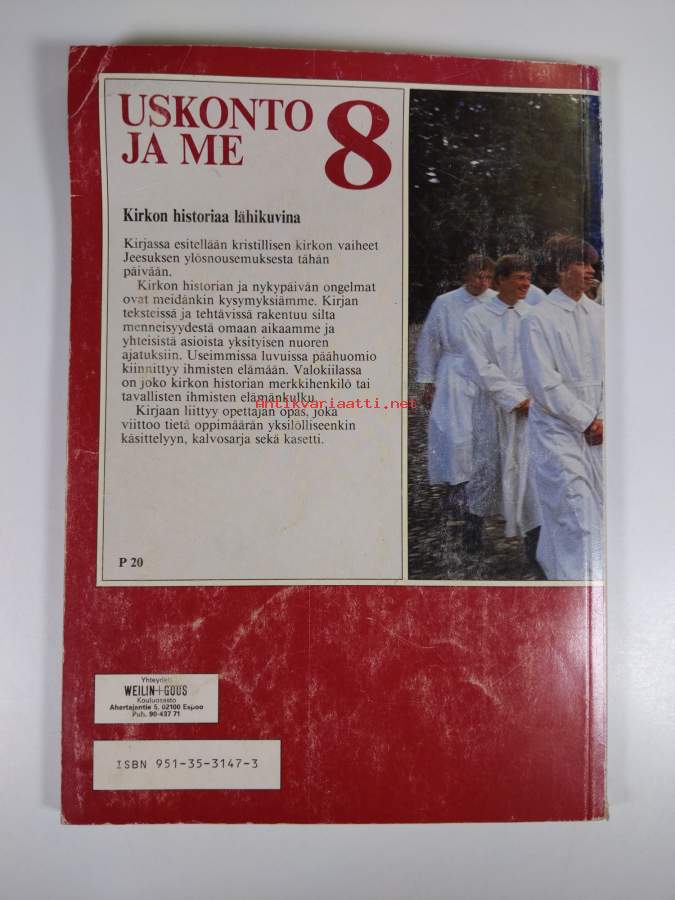 USKONTO
JA ME
8
Kirkon historiaa lähikuvina
Kirjassa esitellään kristillisen kirkon vaiheet
Jeesuksen ylösnousemuksesta tähän
päivään.
Kirkon historian ja nykypäivän ongelmat
ovat meidänkin kysymyksiämme. Kirjan
teksteissä ja tehtävissä rakentuu silta
menneisyydestä omaan aikaamme ja
yhteisistä asioista yksityisen nuoren
ajatuksiin. Useimmissa luvuissa päähuomio
kiinnittyy ihmisten elämään. Valokiilassa
on joko kirkon historian merkkihenkilö tai
tavallisten ihmisten elämänkulku.
Antikvariaatti.net
Kirjaan liittyy opettajan opas, joka
viittoo tietä oppimäärän yksilölliseenkin
käsittelyyn, kalvosarja sekä kasetti.
P 20
Yhteydet:
WEILIN+GÖÖS
Kouluosasto
Ahertajantie 5, 02100 Espoo
Puh. 90-437 71
ISBN 951-35-3147-3